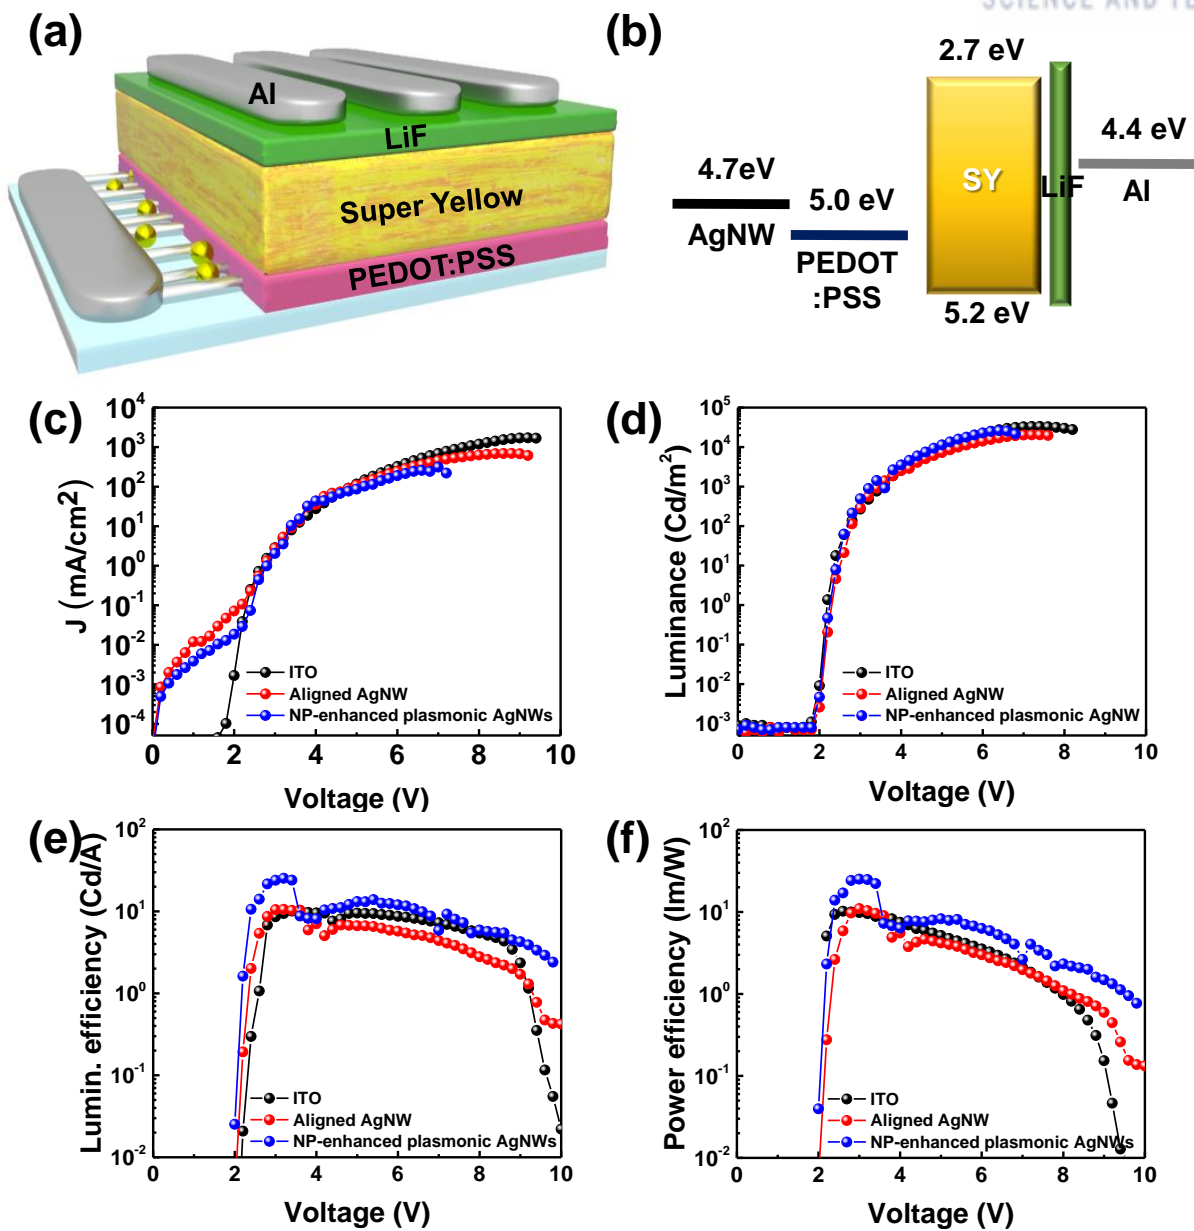 SCIENCE AND TE
(a)
Al
LiF
Super Yellow
PEDOT:PSS
(b)
2.7 eV
4.7eV
5.0 eV
4.4 eV
SY
LiF
Al
AgNW
PEDOT
:PSS
5.2 eV
(c)
J (mA/cm2)
10^4
10^3
10^2
10^1
10^0
10^-1
10^-2
10^-3
10^-4
ITO
Aligned AgNW
NP-enhanced plasmonic AgNWs
0 2 4 6 8 10
Voltage (V)
(d)
Luminance (Cd/m^2)
10^5
10^4
10^3
10^2
10^1
10^0
10^-1
10^-2
10^-3
ITO
Aligned AgNW
NP-enhanced plasmonic AgNW
0 2 4 6 8 10
Voltage (V)
(e)
Lumin. efficiency (Cd/A)
10^2
10^1
10^0
10^-1
10^-2
ITO
Aligned AgNW
NP-enhanced plasmonic AgNWs
0 2 4 6 8 10
Voltage (V)
(f)
Power efficiency (lm/W)
10^2
10^1
10^0
10^-1
10^-2
ITO
Aligned AgNW
NP-enhanced plasmonic AgNWs
0 2 4 6 8 10
Voltage (V)